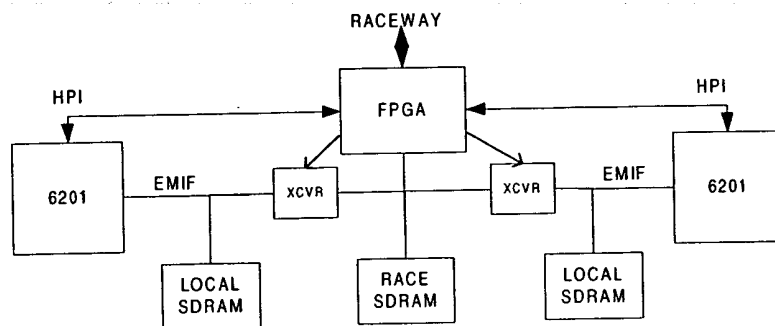 RACEWAY
HPI
HPI
FPGA
6201
EMIF
XCVR
XCVR
EMIF
6201
LOCAL
SDRAM
RACE
SDRAM
LOCAL
SDRAM